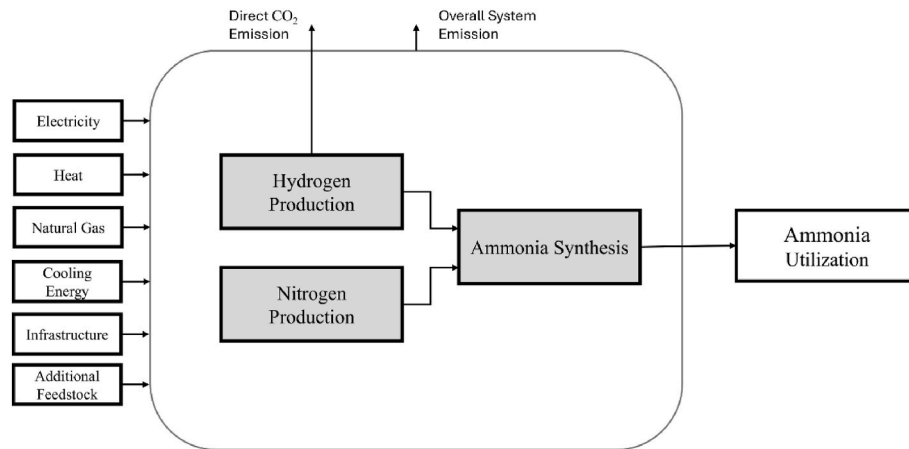 Direct CO₂
Emission
Overall System
Emission
Electricity
Heat
Natural Gas
Cooling
Energy
Infrastructure
Additional
Feedstock
Hydrogen
Production
Nitrogen
Production
Ammonia Synthesis
Ammonia
Utilization